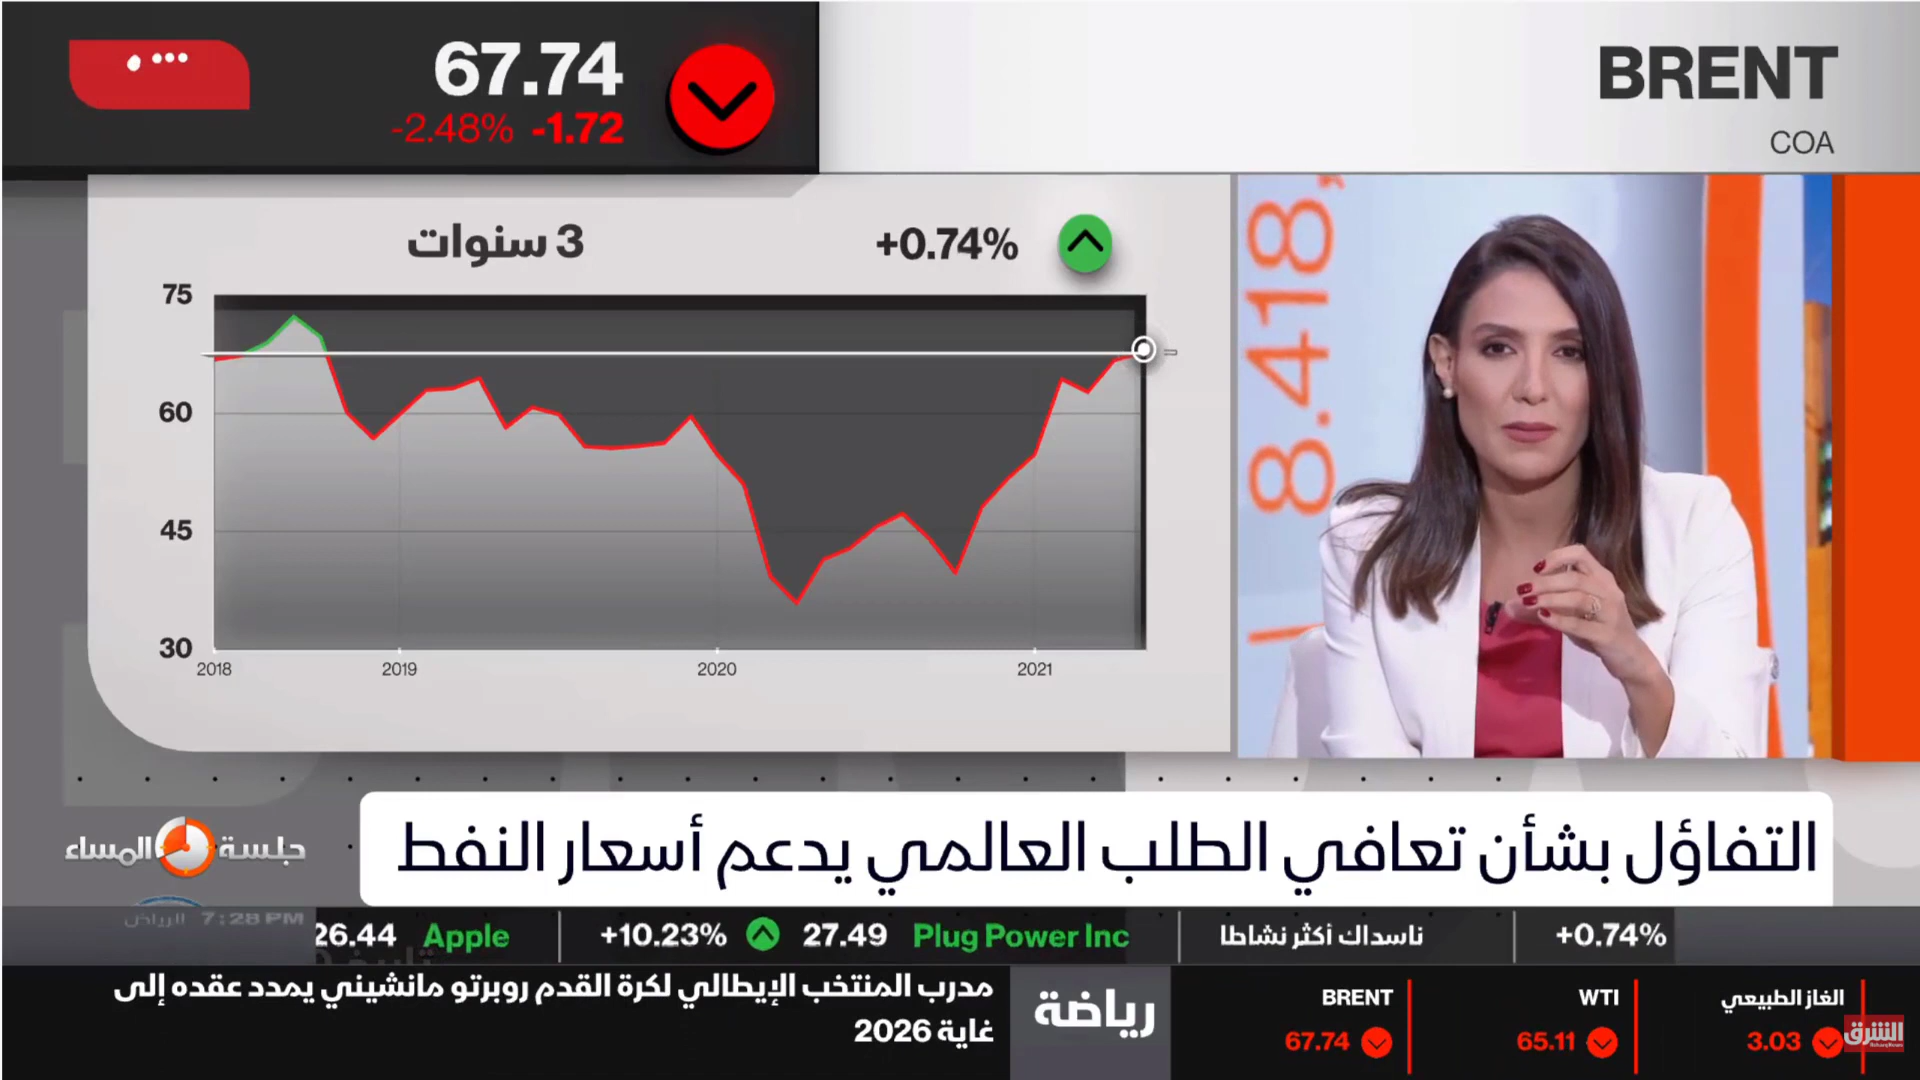 BRENT
COA
67.74
-2.48% -1.72
3 سنوات
+0.74%
75
60
45
30
2018 2019 2020 2021
8.418,
التفاؤل بشأن تعافي الطلب العالمي يدعم أسعار النفط
جلسة المساء
7:28 PM الرياض
+0.74%
ناسداك أكثر نشاطا
Plug Power Inc 27.49 +10.23%
Apple 26.44
الغاز الطبيعي
3.03
WTI
65.11
BRENT
67.74
رياضة
مدرب المنتخب الإيطالي لكرة القدم روبرتو مانشيني يمدد عقده إلى
غاية 2026
الشرق